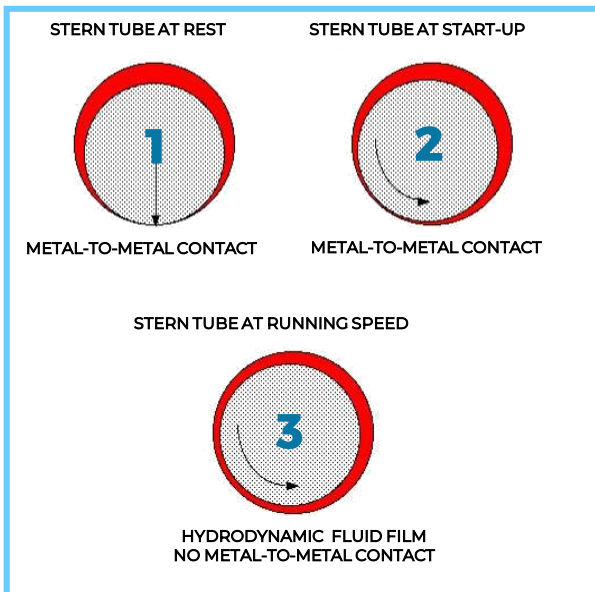 STERN TUBE AT REST
STERN TUBE AT START-UP
1
2
METAL-TO-METAL CONTACT
METAL-TO-METAL CONTACT
STERN TUBE AT RUNNING SPEED
3
HYDRODYNAMIC FLUID FILM
NO METAL-TO-METAL CONTACT